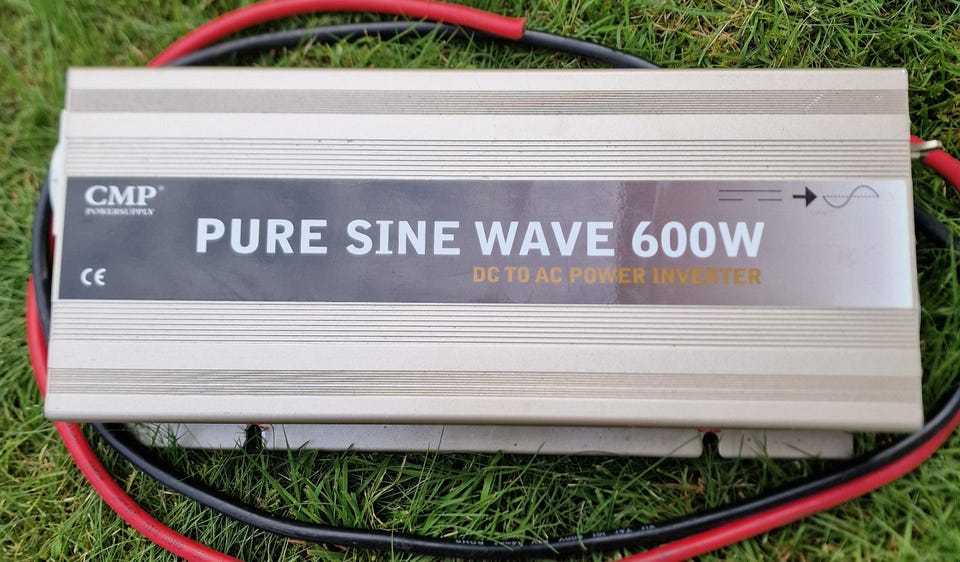 CMP®
POWERSUPPLY
PURE SINE WAVE 600W
DC TO AC POWER INVERTER
CE